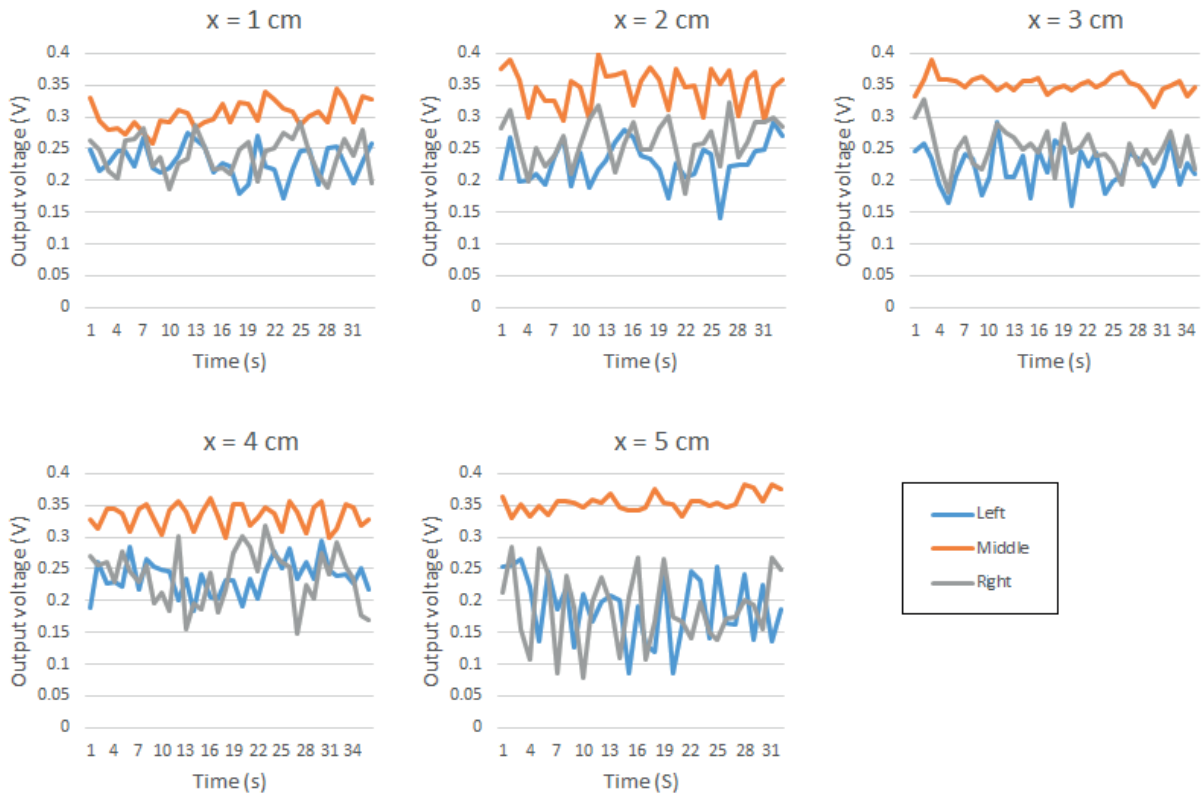 x = 1 cm
Output voltage (V)
0.4
0.35
0.3
0.25
0.2
0.15
0.1
0.05
0
1 4 7 10 13 16 19 22 25 28 31
Time (s)
x = 2 cm
Output voltage (V)
0.4
0.35
0.3
0.25
0.2
0.15
0.1
0.05
0
1 4 7 10 13 16 19 22 25 28 31
Time (s)
x = 3 cm
Output voltage (V)
0.4
0.35
0.3
0.25
0.2
0.15
0.1
0.05
0
1 4 7 10 13 16 19 22 25 28 31 34
Time (s)
x = 4 cm
Output voltage (V)
0.4
0.35
0.3
0.25
0.2
0.15
0.1
0.05
0
1 4 7 10 13 16 19 22 25 28 31 34
Time (s)
x = 5 cm
Output voltage (V)
0.4
0.35
0.3
0.25
0.2
0.15
0.1
0.05
0
1 4 7 10 13 16 19 22 25 28 31
Time (S)
Left
Middle
Right